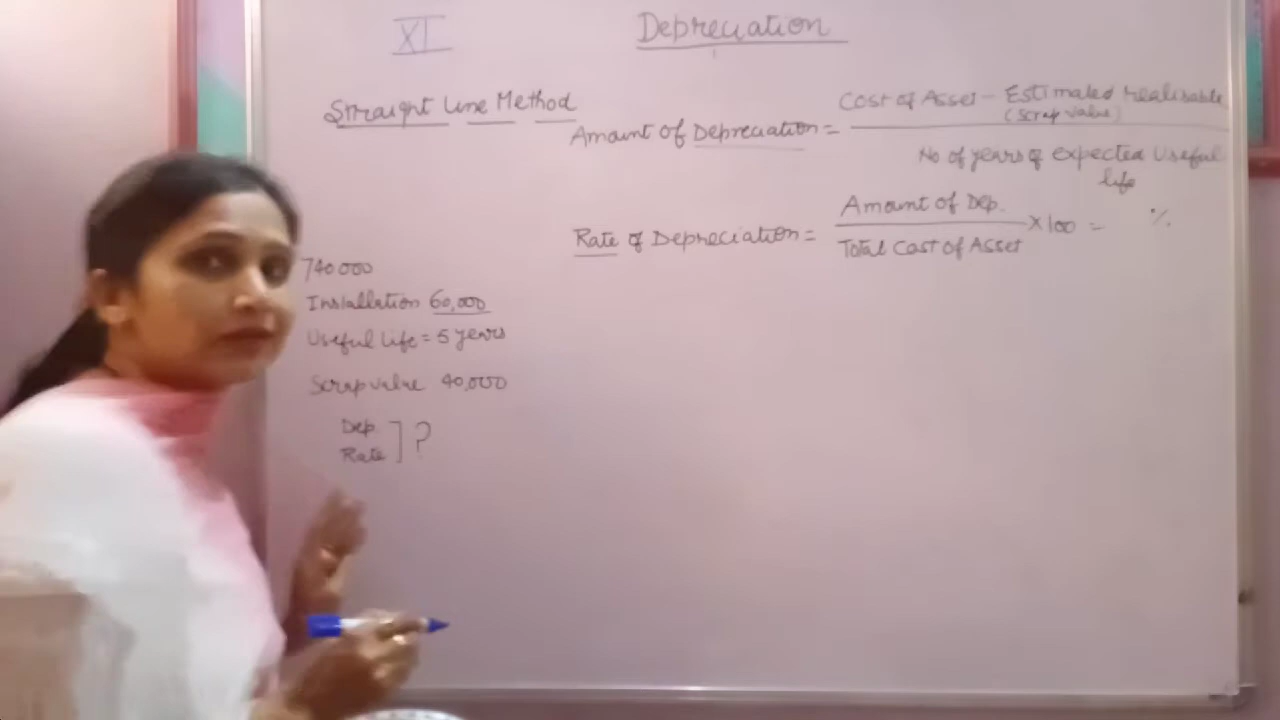 XI
Depreciation
Straight Line Method
Amount of Depreciation = Cost of Asset - Estimated realisable
(Scrap value)
No of years of expected Useful
life
Rate of Depreciation = Amount of Dep. × 100 = %
Total Cost of Asset
740000
Installation 60,000
Useful Life = 5 years
Scrap value 40,000
Dep.
Rate ] ?